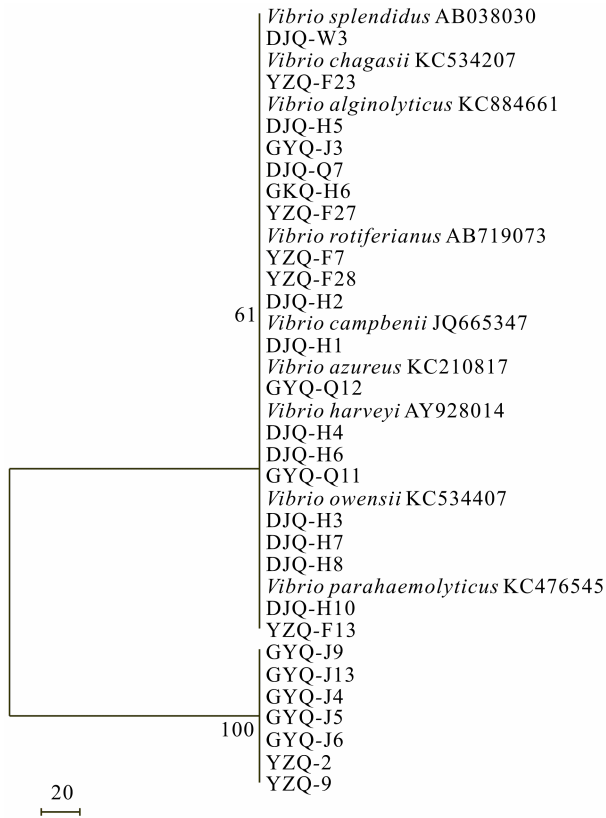 Vibrio splendidus AB038030
DJQ-W3
Vibrio chagasii KC534207
YZQ-F23
Vibrio alginolyticus KC884661
DJQ-H5
GYQ-J3
DJQ-Q7
GKQ-H6
YZQ-F27
Vibrio rotiferianus AB719073
YZQ-F7
YZQ-F28
DJQ-H2
61
Vibrio campbenii JQ665347
DJQ-H1
Vibrio azureus KC210817
GYQ-Q12
Vibrio harveyi AY928014
DJQ-H4
DJQ-H6
GYQ-Q11
Vibrio owensii KC534407
DJQ-H3
DJQ-H7
DJQ-H8
Vibrio parahaemolyticus KC476545
DJQ-H10
YZQ-F13
GYQ-J9
GYQ-J13
GYQ-J4
GYQ-J5
100
GYQ-J6
YZQ-2
YZQ-9
20